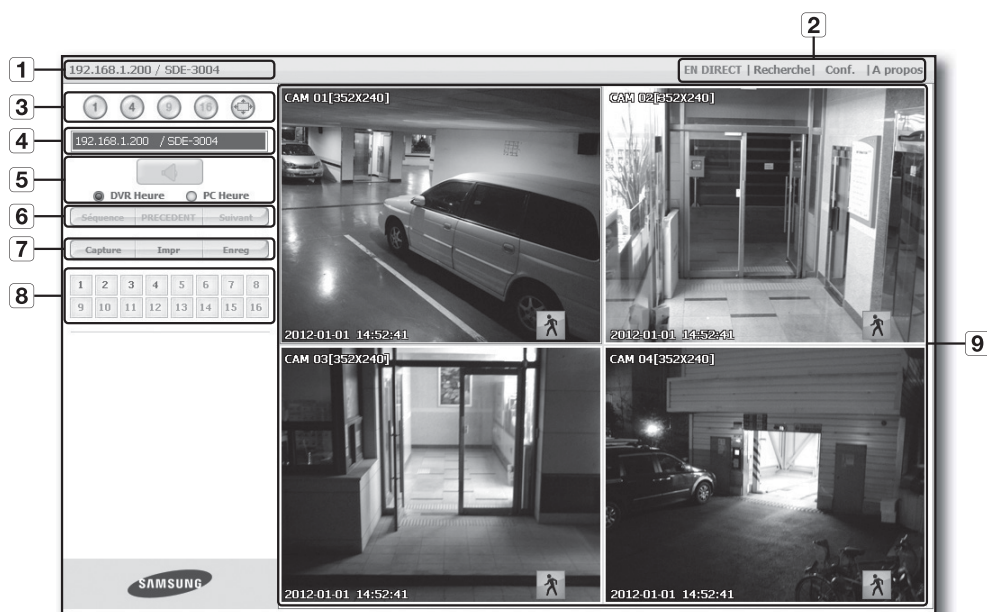 2
1
192.168.1.200 / SDE-3004
EN DIRECT | Recherche| Conf. |A propos
3
1 4 9 16
4
192.168.1.200 / SDE-3004
5
DVR Heure PC Heure
6
Séquence PRECEDENT Suivant
7
Capture Impr Enreg
8
1 2 3 4 5 6 7 8
9 10 11 12 13 14 15 16
CAM 01[352X240]
2012-01-01 14:52:41
CAM 02[352X240]
2012-01-01 14:52:41
9
CAM 03[352X240]
2012-01-01 14:52:41
CAM 04[352X240]
2012-01-01 14:52:41
SAMSUNG